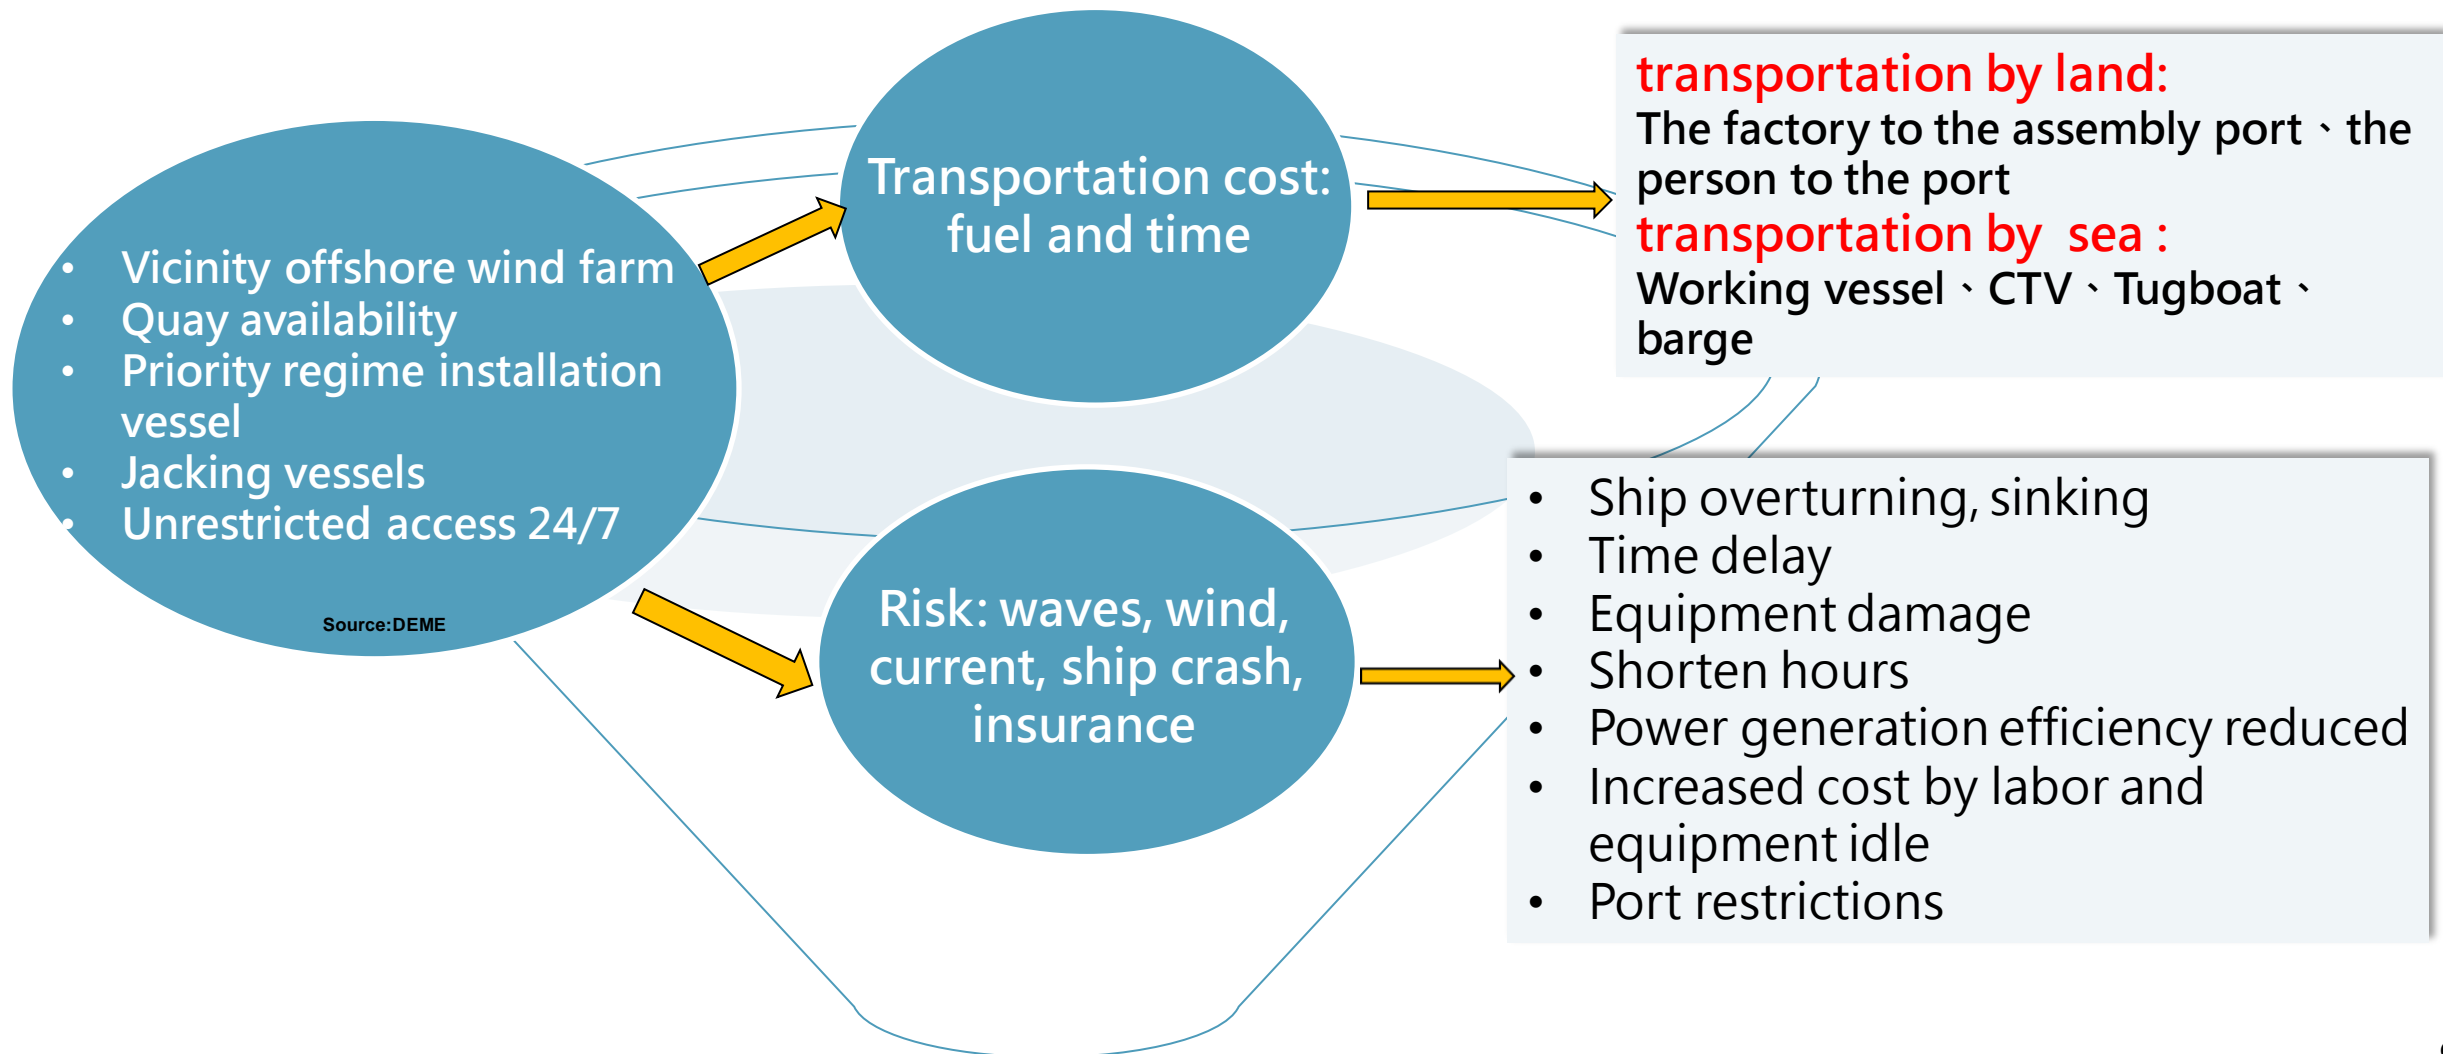 • Vicinity offshore wind farm
• Quay availability
• Priority regime installation
vessel
• Jacking vessels
• Unrestricted access 24/7
Source:DEME
Transportation cost:
fuel and time
transportation by land:
The factory to the assembly port、the
person to the port
transportation by sea :
Working vessel、CTV、Tugboat、
barge
Risk: waves, wind,
current, ship crash,
insurance
• Ship overturning, sinking
• Time delay
• Equipment damage
• Shorten hours
• Power generation efficiency reduced
• Increased cost by labor and
equipment idle
• Port restrictions